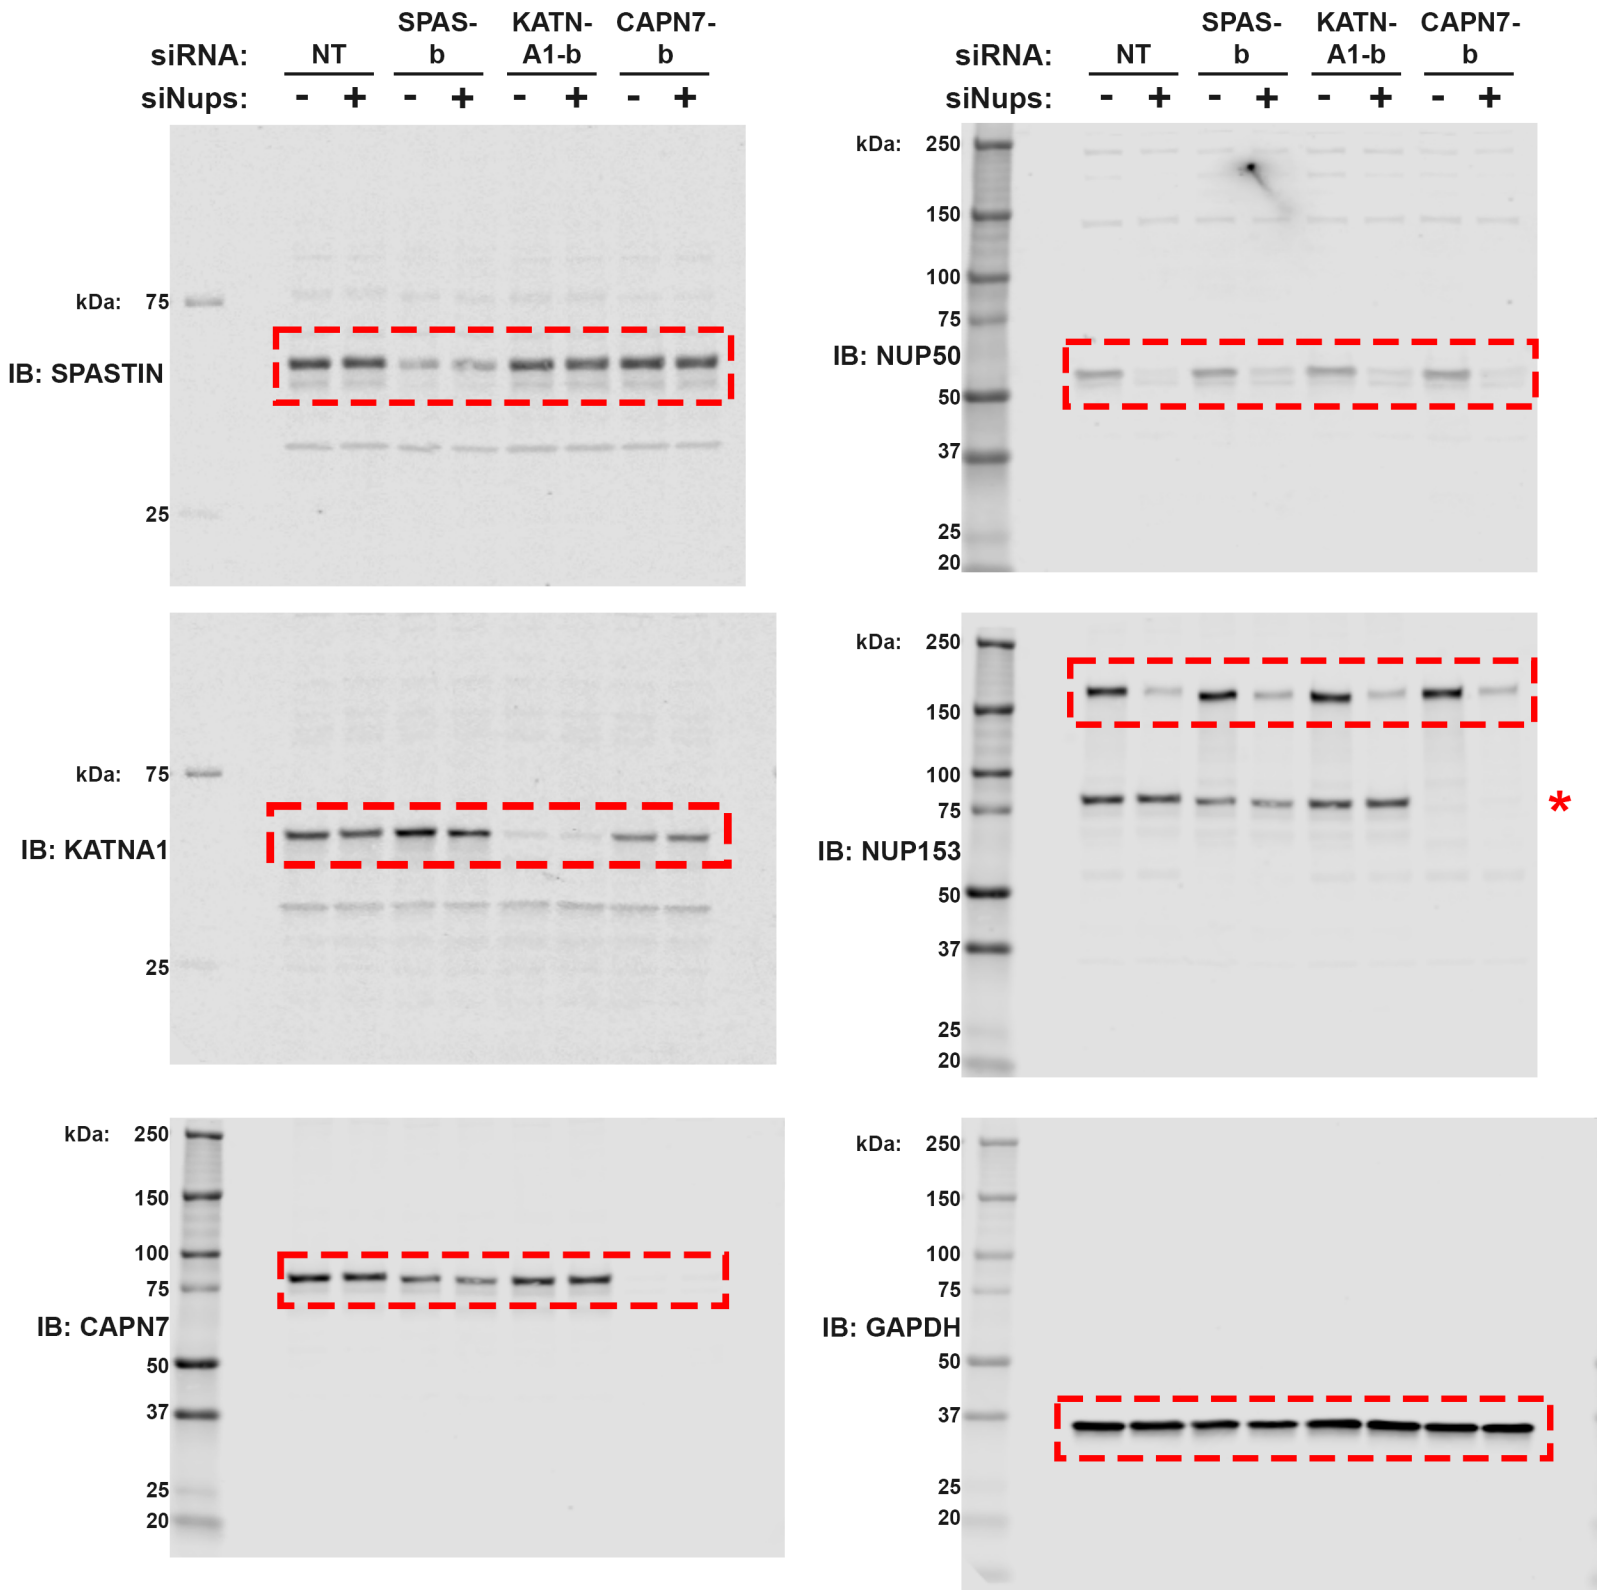 SPAS- KATN- CAPN7-
siRNA: NT b A1-b b
siNups: - + - + - + - +
kDa: 75
IB: SPASTIN
25
kDa: 75
IB: KATNA1
25
kDa: 250
150
100
75
IB: CAPN7
50
37
25
20
SPAS- KATN- CAPN7-
siRNA: NT b A1-b b
siNups: - + - + - + - +
kDa: 250
150
100
75
IB: NUP50
50
37
25
20
kDa: 250
150
100
75
*
IB: NUP153
50
37
25
20
kDa: 250
150
100
75
IB: GAPDH
50
37
25
20